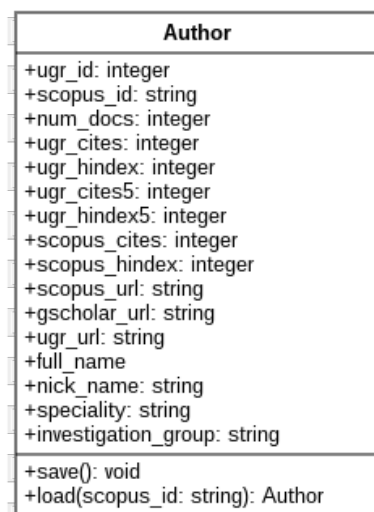 Author
+ugr_id: integer
+scopus_id: string
+num_docs: integer
+ugr_cites: integer
+ugr_hindex: integer
+ugr_cites5: integer
+ugr_hindex5: integer
+scopus_cites: integer
+scopus_hindex: integer
+scopus_url: string
+gscholar_url: string
+ugr_url: string
+full_name
+nick_name: string
+speciality: string
+investigation_group: string
+save(): void
+load(scopus_id: string): Author